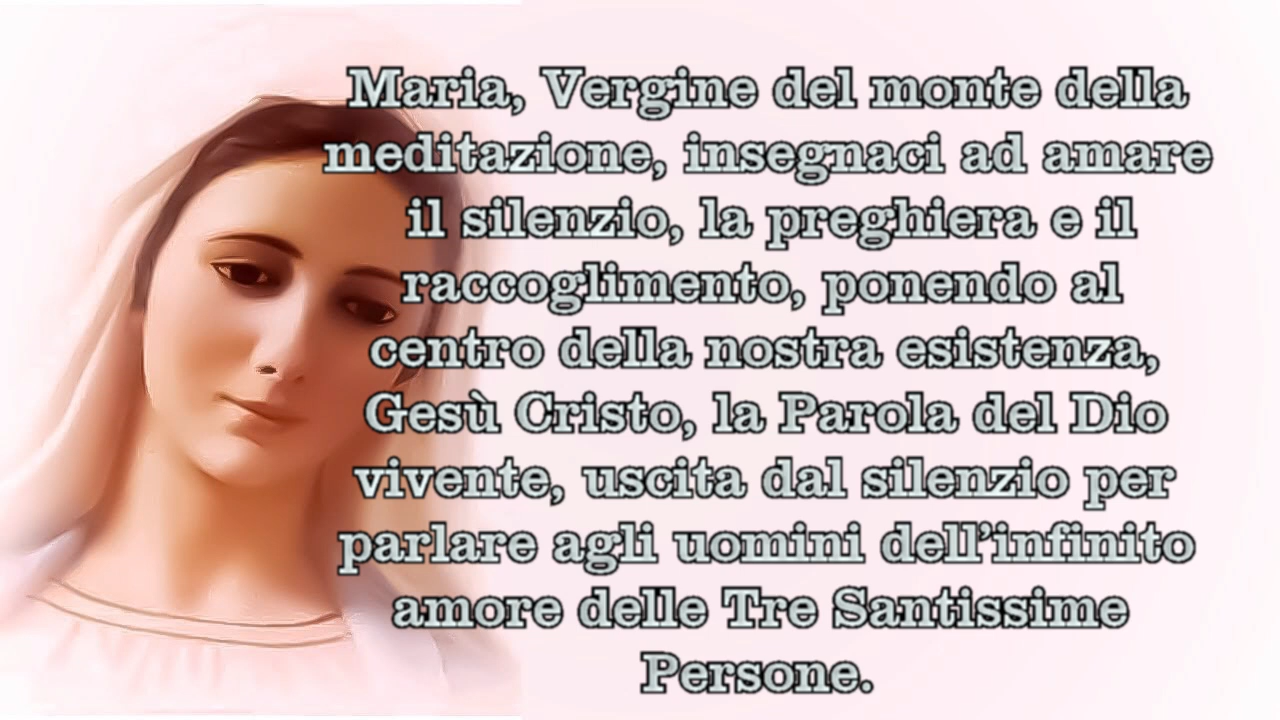 Maria, Vergine del monte della
meditazione, insegnaci ad amare
il silenzio, la preghiera e il
raccoglimento, ponendo al
centro della nostra esistenza,
Gesù Cristo, la Parola del Dio
vivente, uscita dal silenzio per
parlare agli uomini dell'infinito
amore delle Tre Santissime
Persone.